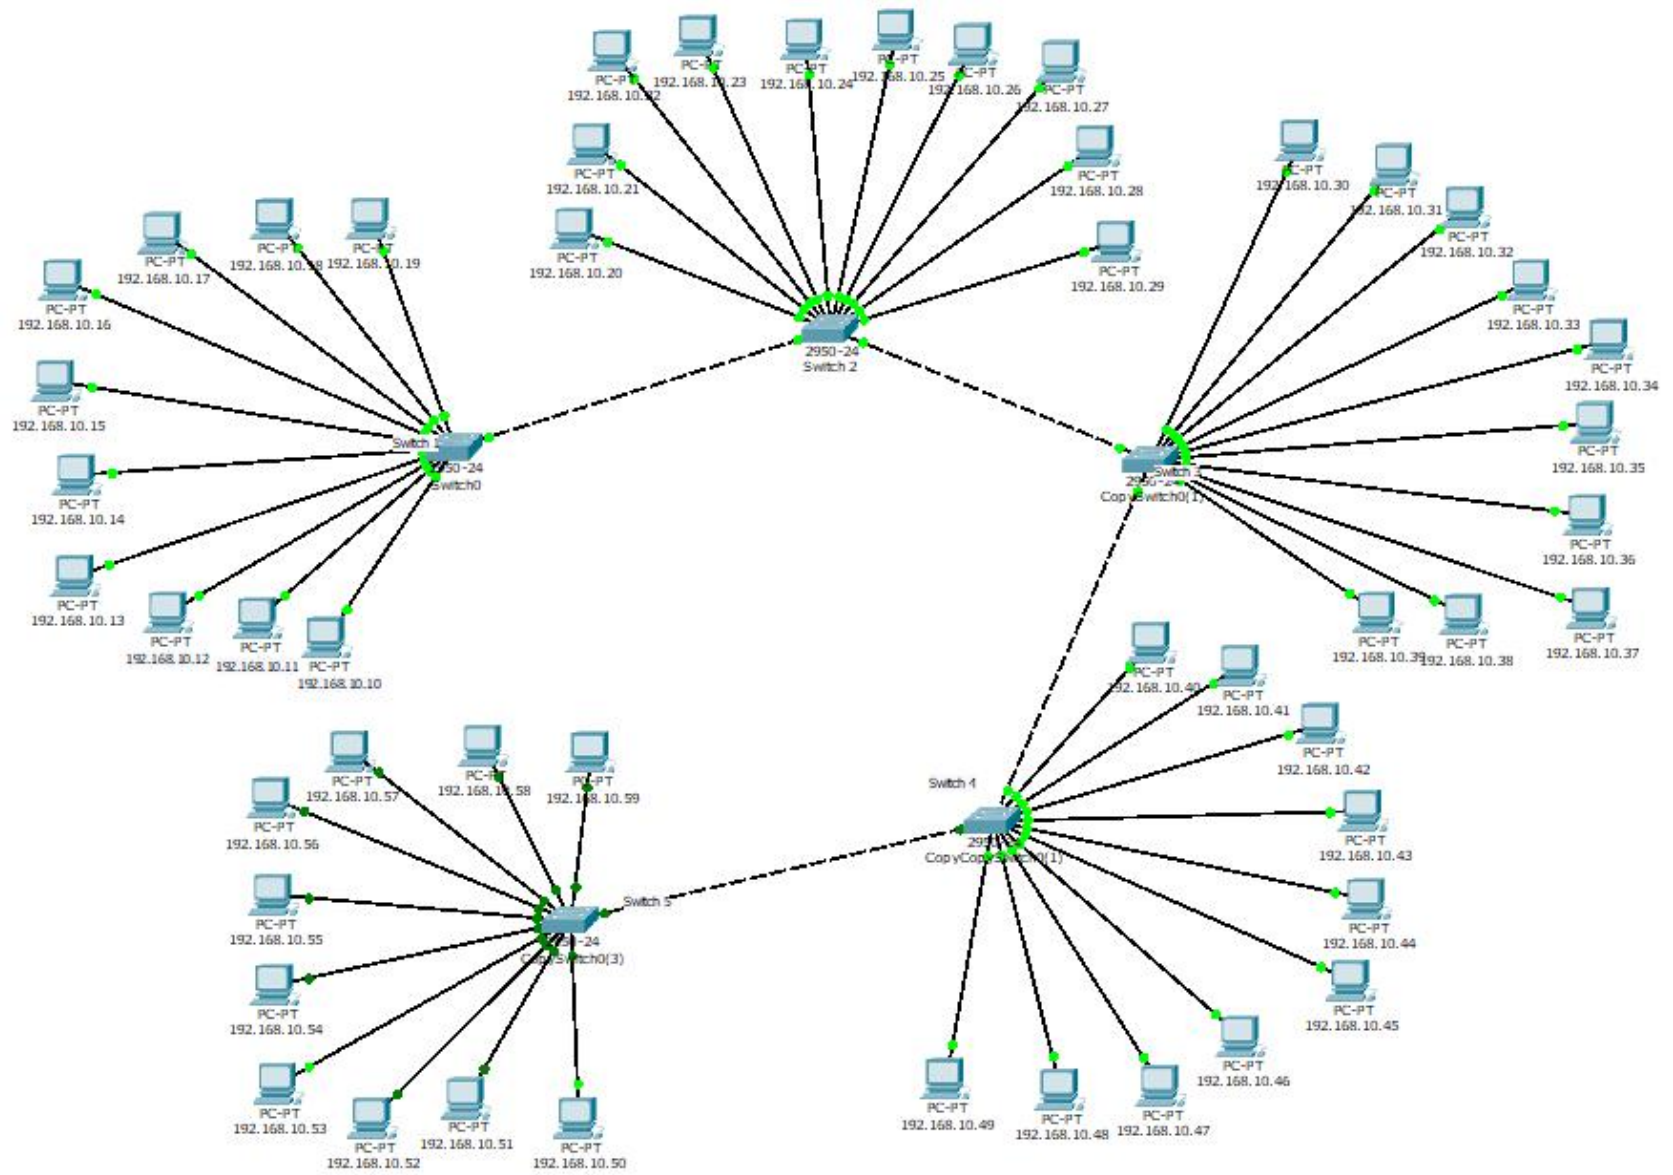 PC-PT
192.168.10.22
PC-PT
192.168.10.23
PC-PT
192.168.10.24
PC-PT
192.168.10.25
PC-PT
192.168.10.26
PC-PT
192.168.10.27
PC-PT
192.168.10.21
PC-PT
192.168.10.28
PC-PT
192.168.10.20
PC-PT
192.168.10.29
2950-24
Switch 2
PC-PT
192.168.10.19
PC-PT
192.168.10.18
PC-PT
192.168.10.17
PC-PT
192.168.10.16
PC-PT
192.168.10.15
PC-PT
192.168.10.14
PC-PT
192.168.10.13
PC-PT
192.168.10.12
PC-PT
192.168.10.11
PC-PT
192.168.10.10
Switch 1
2950-24
Switch0
PC-PT
192.168.10.30
PC-PT
192.168.10.31
PC-PT
192.168.10.32
PC-PT
192.168.10.33
PC-PT
192.168.10.34
PC-PT
192.168.10.35
PC-PT
192.168.10.36
PC-PT
192.168.10.37
PC-PT
192.168.10.38
PC-PT
192.168.10.39
Switch 3
2950-24
CopySwitch0(1)
PC-PT
192.168.10.40
PC-PT
192.168.10.41
PC-PT
192.168.10.42
PC-PT
192.168.10.43
PC-PT
192.168.10.44
PC-PT
192.168.10.45
PC-PT
192.168.10.46
PC-PT
192.168.10.47
PC-PT
192.168.10.48
PC-PT
192.168.10.49
Switch 4
CopyCopySwitch0(1)
PC-PT
192.168.10.59
PC-PT
192.168.10.58
PC-PT
192.168.10.57
PC-PT
192.168.10.56
PC-PT
192.168.10.55
PC-PT
192.168.10.54
PC-PT
192.168.10.53
PC-PT
192.168.10.52
PC-PT
192.168.10.51
PC-PT
192.168.10.50
Switch 5
2950-24
CopySwitch0(3)